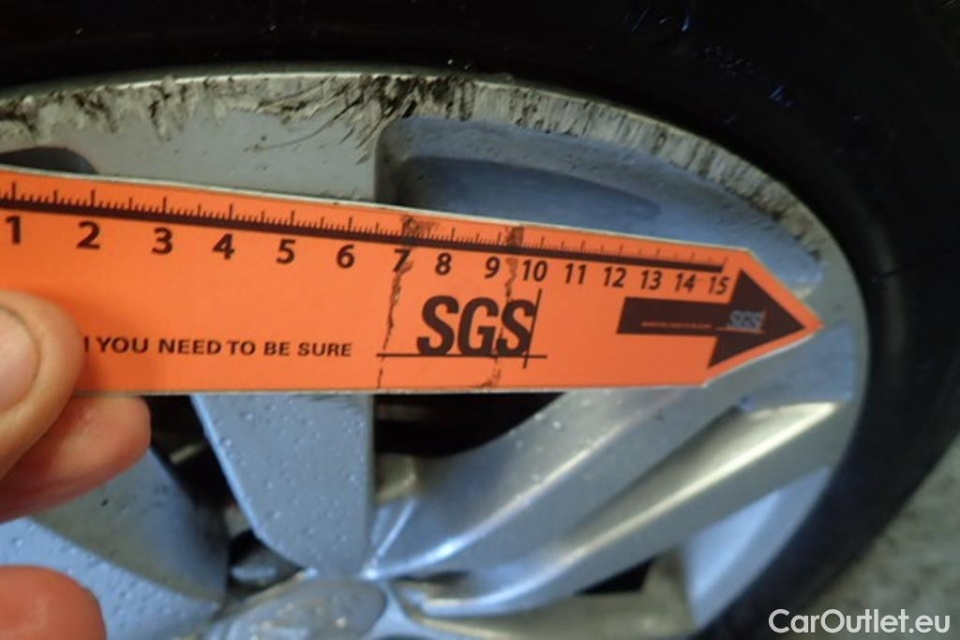 1 2 3 4 5 6 7 8 9 10 11 12 13 14 15
SGS
SGS
YOU NEED TO BE SURE
CarOutlet.eu